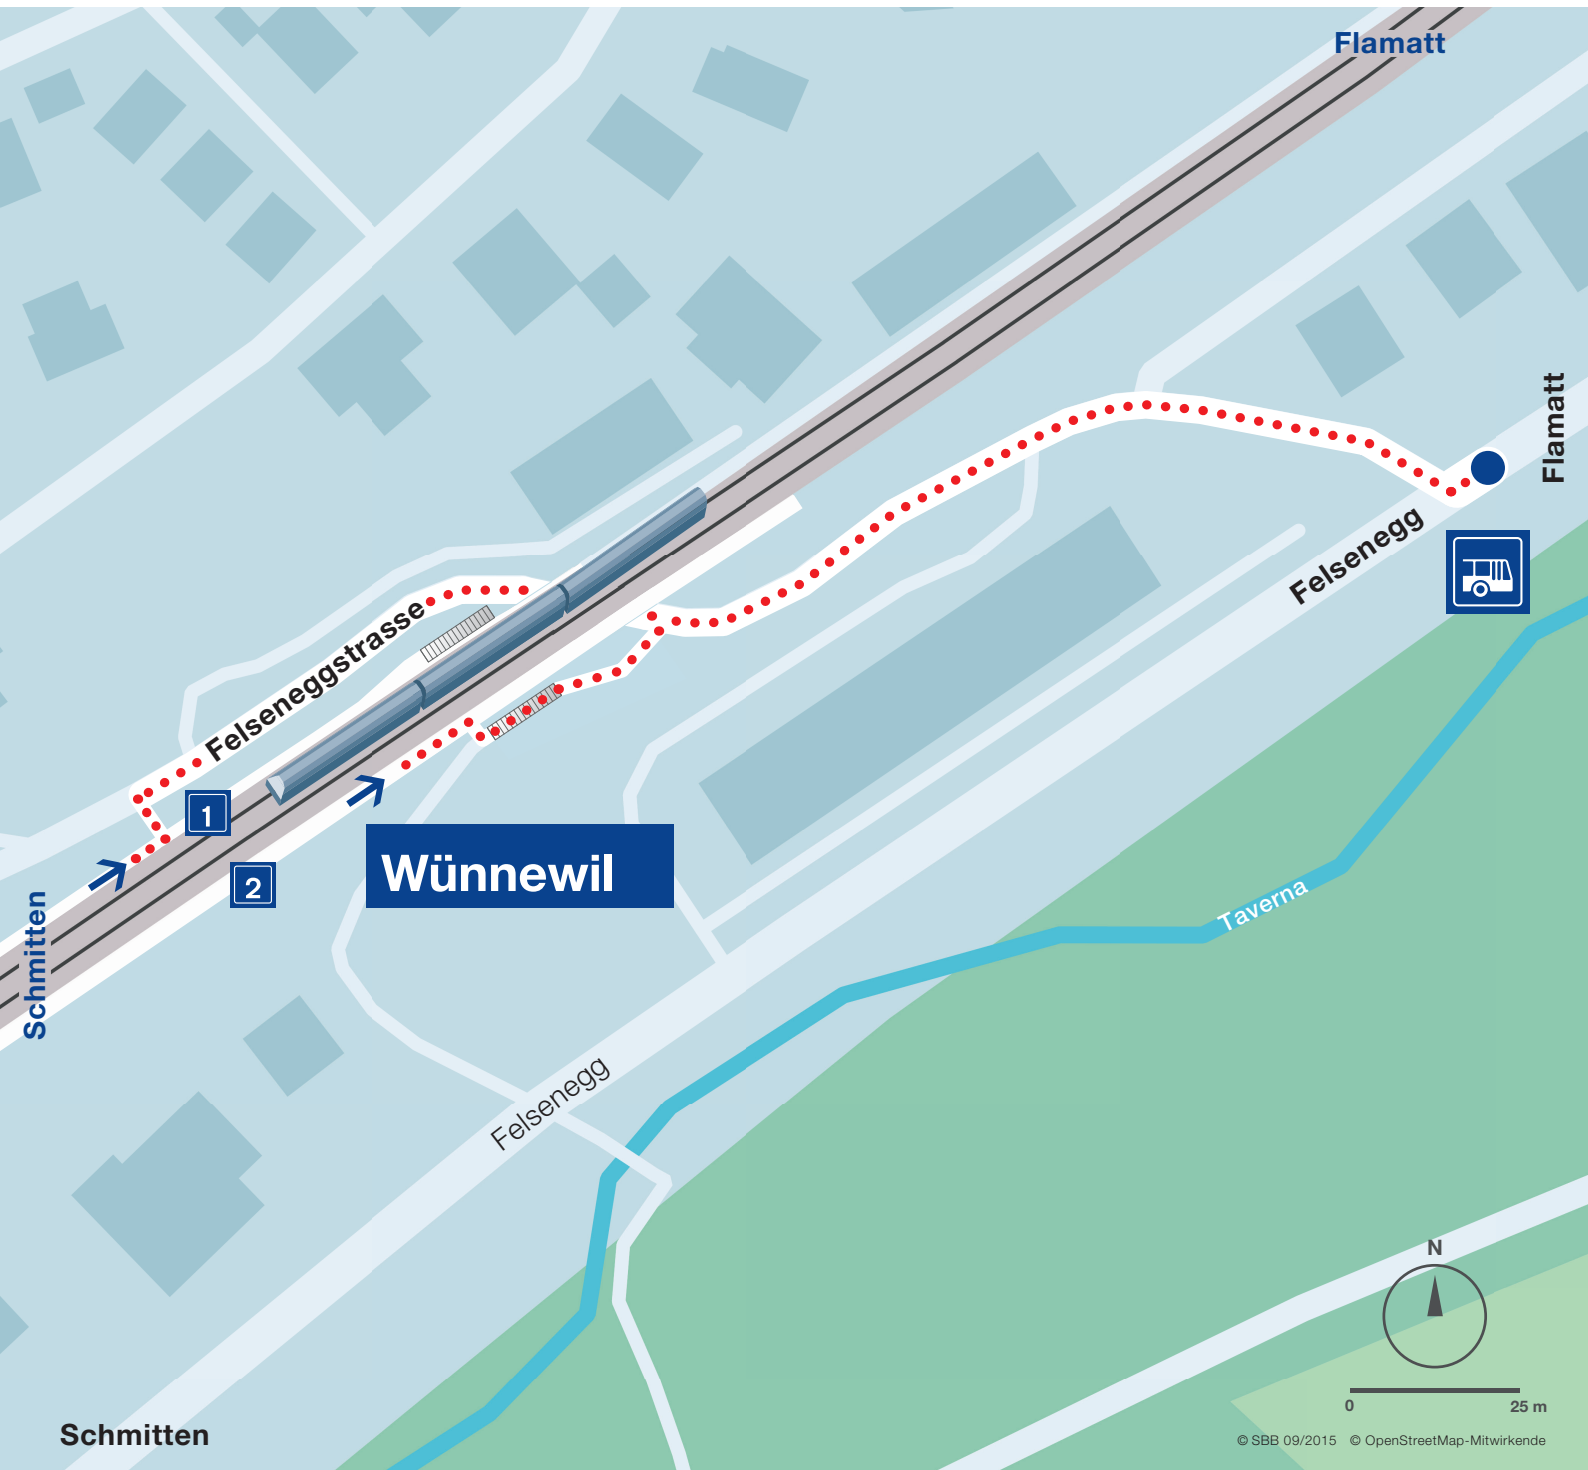 Flamatt
Flamatt
Felseneggstrasse
Felsenegg
1
2
Wünnewil
Schmitten
Taverna
Felsenegg
N
0 25 m
Schmitten
© SBB 09/2015 © OpenStreetMap-Mitwirkende